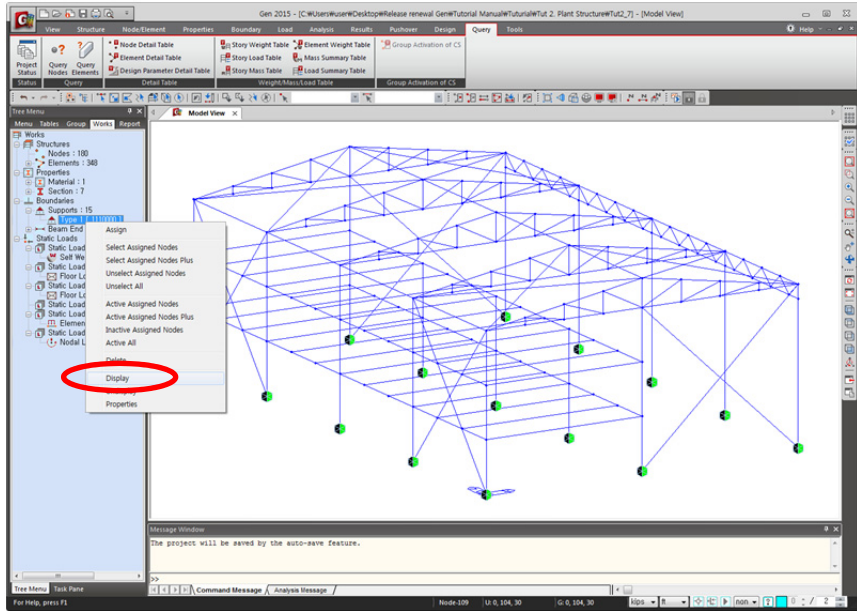 Gen 2015 - [C:₩Users₩user₩Desktop₩Release renewal Gen₩Tutorial Manual₩Tuturial₩Tut 2. Plant Structure₩Tut2_7] - [Model View]
View Structure Node/Element Properties Boundary Load Analysis Results Pushover Design Query Tools Help
Project Status
Query Nodes
Query Elements
Node Detail Table
Element Detail Table
Design Parameter Detail Table
Story Weight Table
Story Load Table
Story Mass Table
Element Weight Table
Mass Summary Table
Load Summary Table
Group Activation of CS
Status Query Detail Table Weight/Mass/Load Table Group Activation of CS
Tree Menu
Model View
Menu Tables Group Works Report
Works
Structures
Nodes : 180
Elements : 348
Properties
Material : 1
Section : 7
Boundaries
Supports : 15
Type 1 [ 1110000 ]
Beam End
Static Loads
Static Load
Self We
Static Load
Floor Lo
Static Load
Floor Lo
Static Load
Static Load
Elemen
Static Load
Nodal L
Assign
Select Assigned Nodes
Select Assigned Nodes Plus
Unselect Assigned Nodes
Unselect All
Active Assigned Nodes
Active Assigned Nodes Plus
Inactive Assigned Nodes
Active All
Delete
Display
Properties
Message Window
The project will be saved by the auto-save feature.
>>
Command Message Analysis Message
Tree Menu Task Pane
For Help, press F1
Node-109 U: 0, 104, 30 G: 0, 104, 30 kips ft non 2